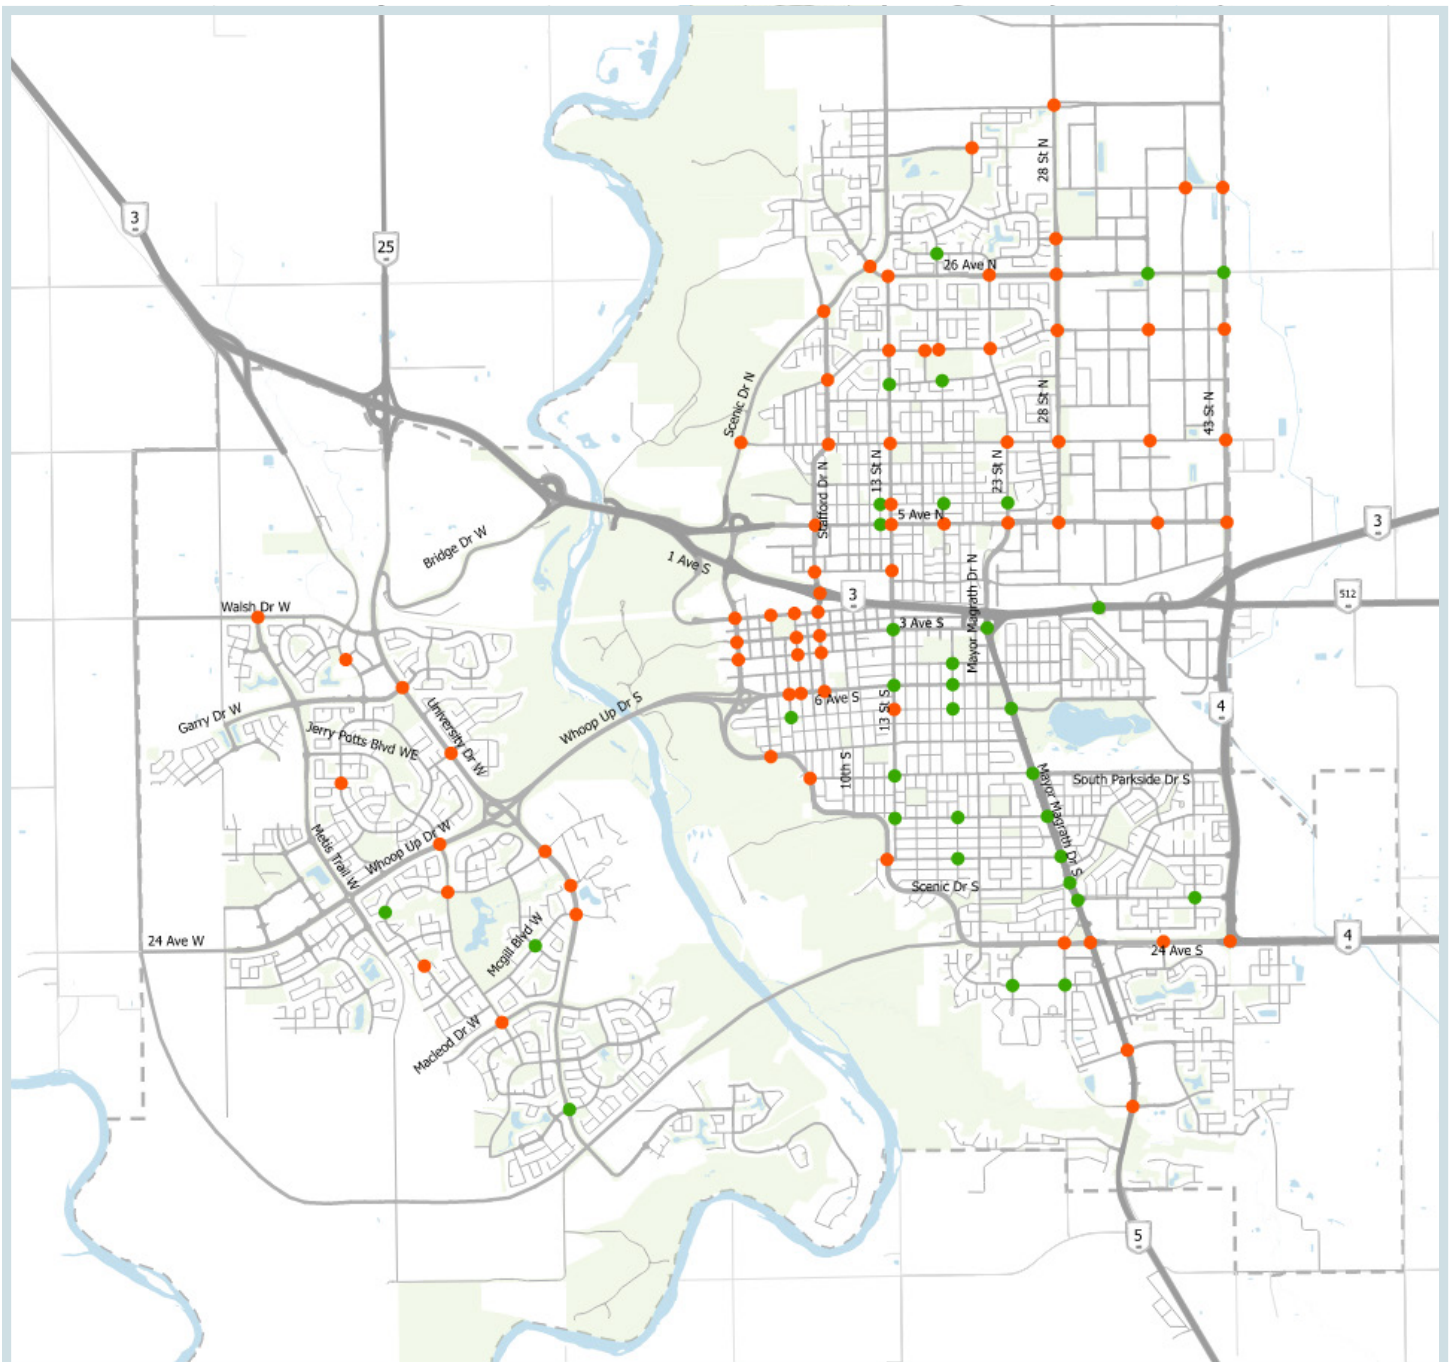 28 St N
3
25
26 Ave N
Scenic Dr N
28 St N
43 St N
Stafford Dr N
13 St N
23 St N
5 Ave N
3
Bridge Dr W
1 Ave S
Mayor Magrath Dr N
3
512
Walsh Dr W
3 Ave S
Garry Dr W
University Dr W
Whoop Up Dr S
6 Ave S
13 St S
4
Jerry Potts Blvd WE
10th S
Mayor Magrath Dr S
South Parkside Dr S
Metis Trail W
Whoop Up Dr W
Scenic Dr S
24 Ave W
Mcgill Blvd W
4
24 Ave S
Macleod Dr W
5